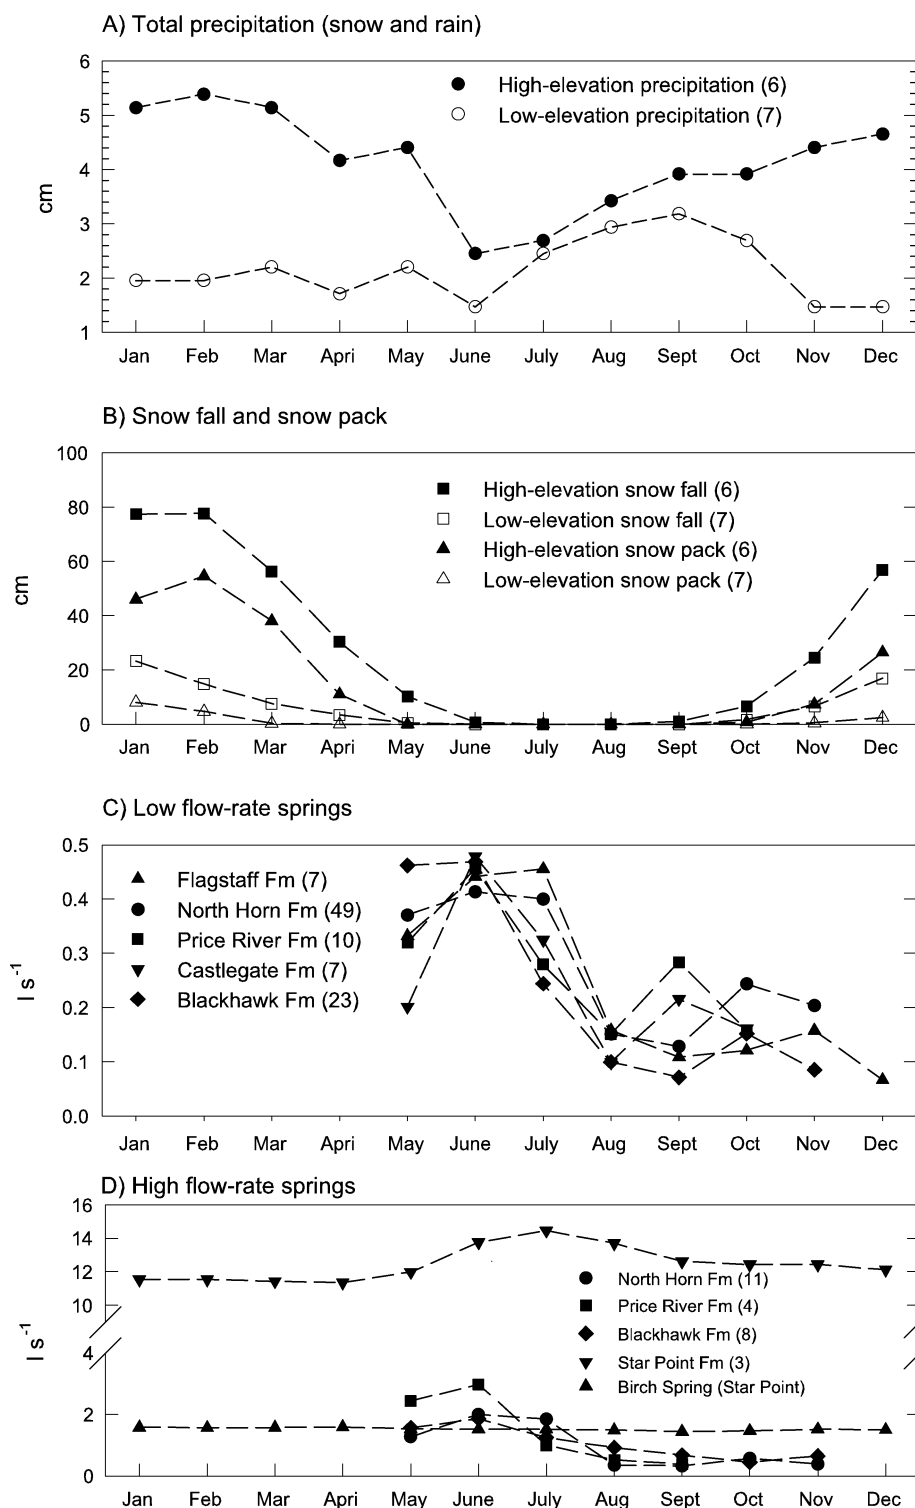 A) Total precipitation (snow and rain)
6
5
4
3
2
1
cm
High-elevation precipitation (6)
Low-elevation precipitation (7)
Jan Feb Mar Apri May June July Aug Sept Oct Nov Dec
B) Snow fall and snow pack
100
80
60
40
20
0
cm
High-elevation snow fall (6)
Low-elevation snow fall (7)
High-elevation snow pack (6)
Low-elevation snow pack (7)
Jan Feb Mar Apri May June July Aug Sept Oct Nov Dec
C) Low flow-rate springs
0.5
0.4
0.3
0.2
0.1
0.0
l s⁻¹
Flagstaff Fm (7)
North Horn Fm (49)
Price River Fm (10)
Castlegate Fm (7)
Blackhawk Fm (23)
Jan Feb Mar Apri May June July Aug Sept Oct Nov Dec
D) High flow-rate springs
16
14
12
10
4
2
0
l s⁻¹
North Horn Fm (11)
Price River Fm (4)
Blackhawk Fm (8)
Star Point Fm (3)
Birch Spring (Star Point)
Jan Feb Mar Apri May June July Aug Sept Oct Nov Dec